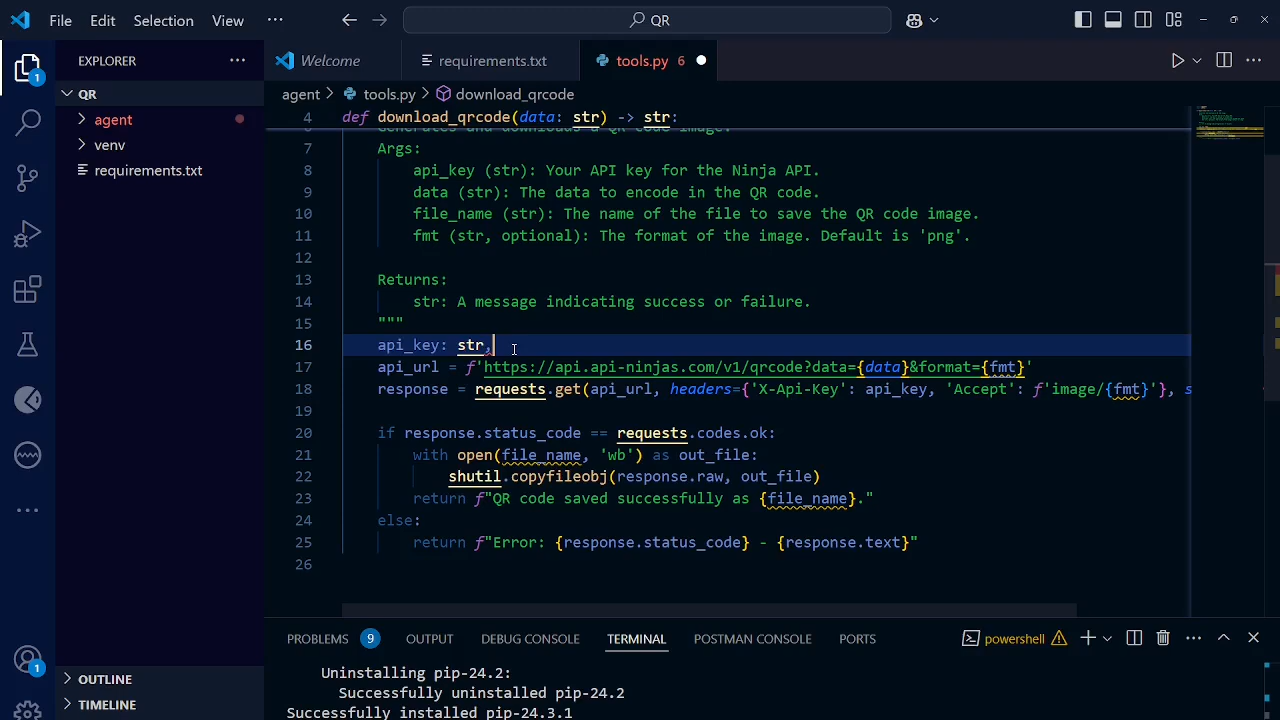 File Edit Selection View ··· QR
EXPLORER ···
Welcome requirements.txt tools.py 6
QR
agent > tools.py > download_qrcode
agent
venv
requirements.txt
4 def download_qrcode(data: str) -> str:
Generates and downloads a QR code image.
7 Args:
8 api_key (str): Your API key for the Ninja API.
9 data (str): The data to encode in the QR code.
10 file_name (str): The name of the file to save the QR code image.
11 fmt (str, optional): The format of the image. Default is 'png'.
12
13 Returns:
14 str: A message indicating success or failure.
15 """
16 api_key: str,
17 api_url = f'https://api.api-ninjas.com/v1/qrcode?data={data}&format={fmt}'
18 response = requests.get(api_url, headers={'X-Api-Key': api_key, 'Accept': f'image/{fmt}'}, s
19
20 if response.status_code == requests.codes.ok:
21 with open(file_name, 'wb') as out_file:
22 shutil.copyfileobj(response.raw, out_file)
23 return f"QR code saved successfully as {file_name}."
24 else:
25 return f"Error: {response.status_code} - {response.text}"
26
1
1
OUTLINE
TIMELINE
PROBLEMS 9 OUTPUT DEBUG CONSOLE TERMINAL POSTMAN CONSOLE PORTS powershell
Uninstalling pip-24.2:
Successfully uninstalled pip-24.2
Successfully installed pip-24.3.1